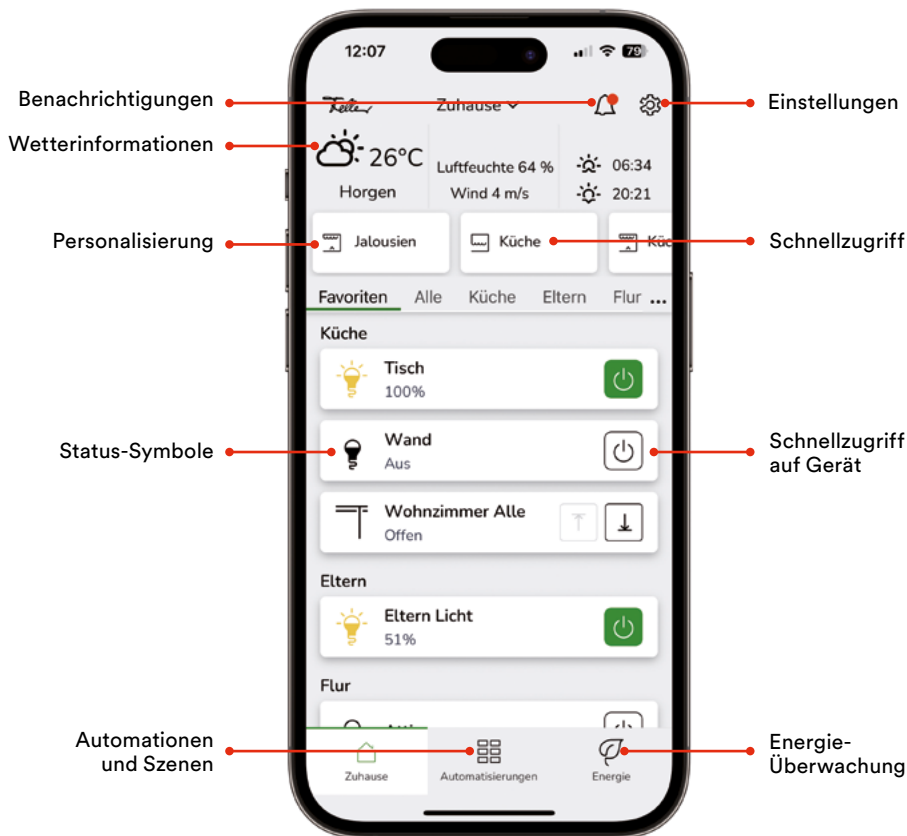 12:07
79
Benachrichtigungen
Feller
Zuhause
Einstellungen
Wetterinformationen
26°C
Horgen
Luftfeuchte 64 %
Wind 4 m/s
06:34
20:21
Personalisierung
Jalousien
Küche
Küc
Schnellzugriff
Favoriten Alle Küche Eltern Flur ...
Küche
Tisch
100%
Status-Symbole
Wand
Aus
Schnellzugriff
auf Gerät
Wohnzimmer Alle
Offen
Eltern
Eltern Licht
51%
Flur
Automationen
und Szenen
Zuhause
Automatisierungen
Energie
Energie-
Überwachung